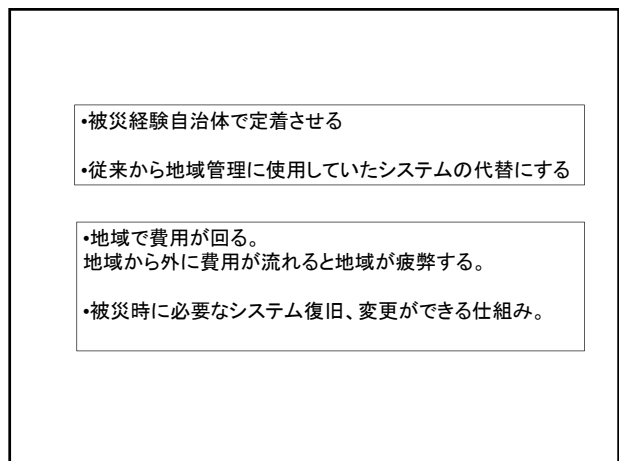 •被災経験自治体で定着させる
•従来から地域管理に使用していたシステムの代替にする
•地域で費用が回る。
地域から外に費用が流れると地域が疲弊する。
•被災時に必要なシステム復旧、変更ができる仕組み。